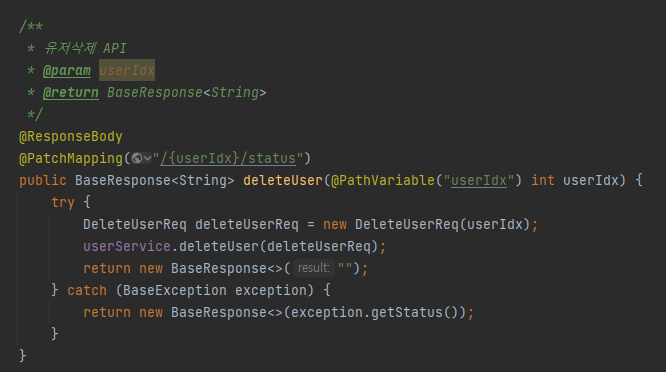 /**
 * 유저삭제 API
 * @param userIdx
 * @return BaseResponse<String>
 */
@ResponseBody
@PatchMapping("/{userIdx}/status")
public BaseResponse<String> deleteUser(@PathVariable("userIdx") int userIdx) {
    try {
        DeleteUserReq deleteUserReq = new DeleteUserReq(userIdx);
        userService.deleteUser(deleteUserReq);
        return new BaseResponse<>( result: "");
    } catch (BaseException exception) {
        return new BaseResponse<>(exception.getStatus());
    }
}